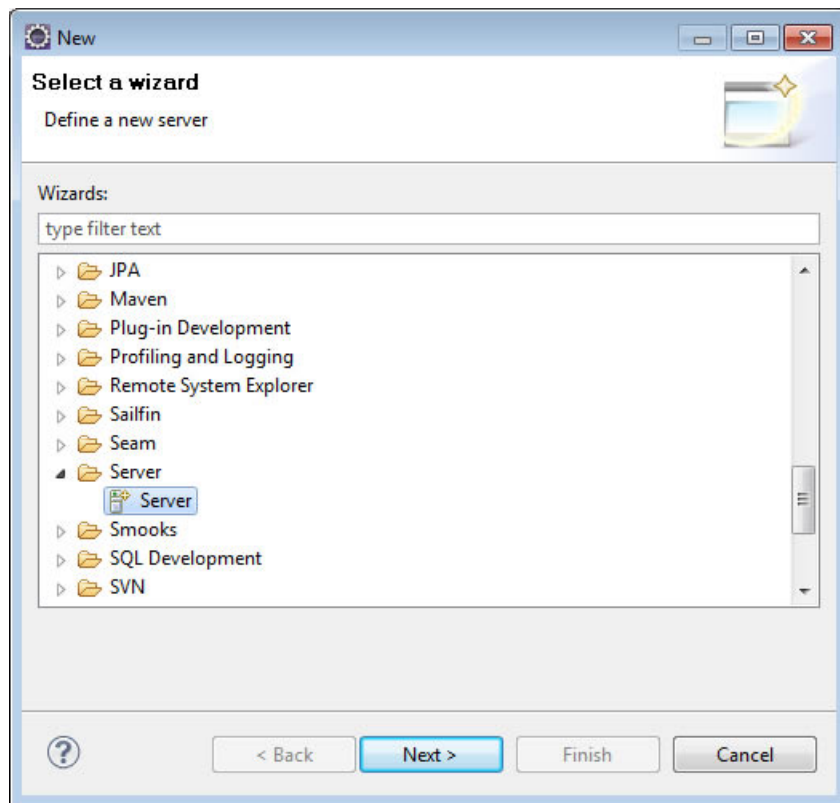 New
Select a wizard
Define a new server
Wizards:
type filter text
JPA
Maven
Plug-in Development
Profiling and Logging
Remote System Explorer
Sailfin
Seam
Server
Server
Smooks
SQL Development
SVN
? < Back Next > Finish Cancel